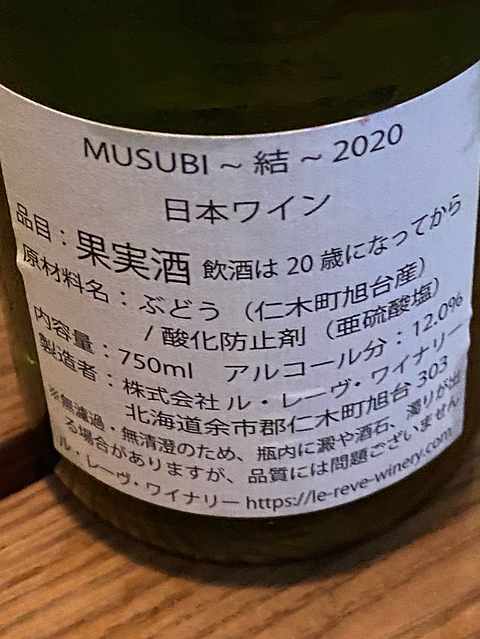 MUSUBI ~ 結 ~ 2020
日本ワイン
品目：果実酒 飲酒は20歳になってから
原材料名：ぶどう（仁木町旭台産）
/ 酸化防止剤（亜硫酸塩）
内容量：750ml アルコール分：12.0%
製造者：株式会社 ル・レーヴ・ワイナリー
北海道余市郡仁木町旭台 303
※無濾過・無清澄のため、瓶内に澱や酒石、濁りが出
る場合がありますが、品質には問題ございません
ル・レーヴ・ワイナリー https://le-reve-winery.com/